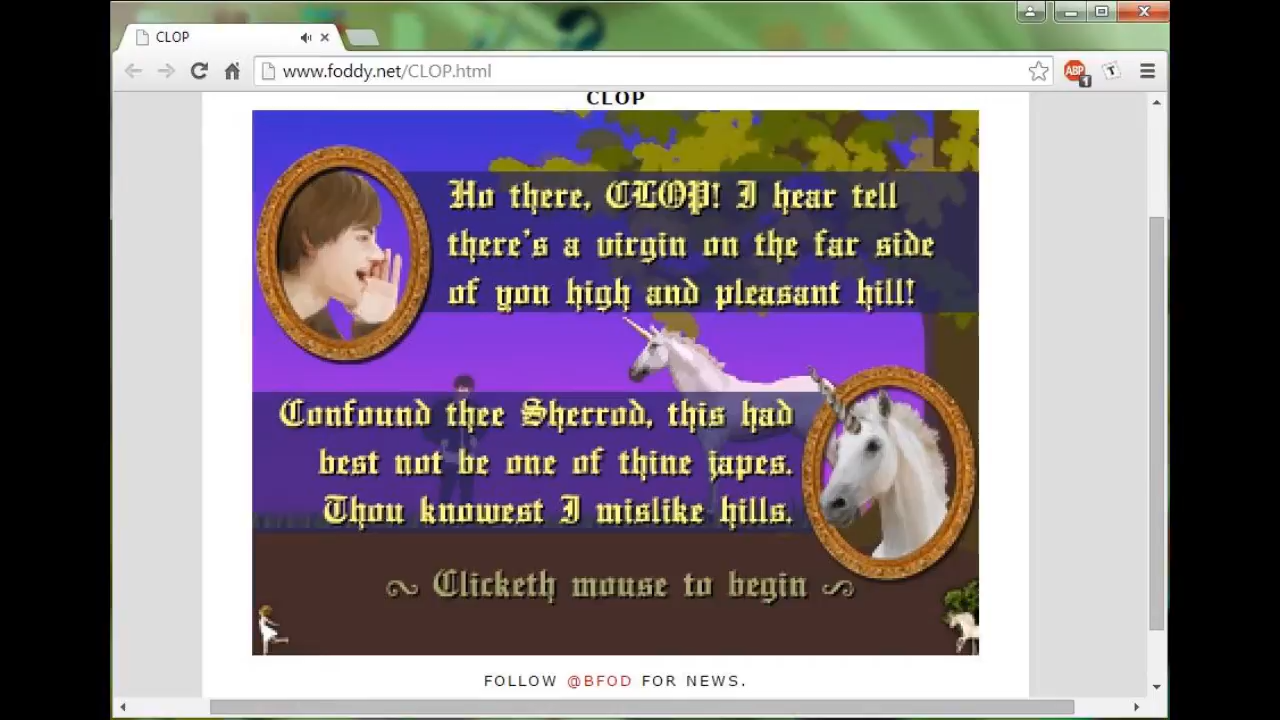 CLOP
www.foddy.net/CLOP.html
ABP
1
T
CLOP
Ho there, CLOP! I hear tell
there's a virgin on the far side
of yon high and pleasant hill!
Confound thee Sherrod, this had
best not be one of thine japes.
Thou knowest I mislike hills.
Clicketh mouse to begin
FOLLOW @BFOD FOR NEWS.